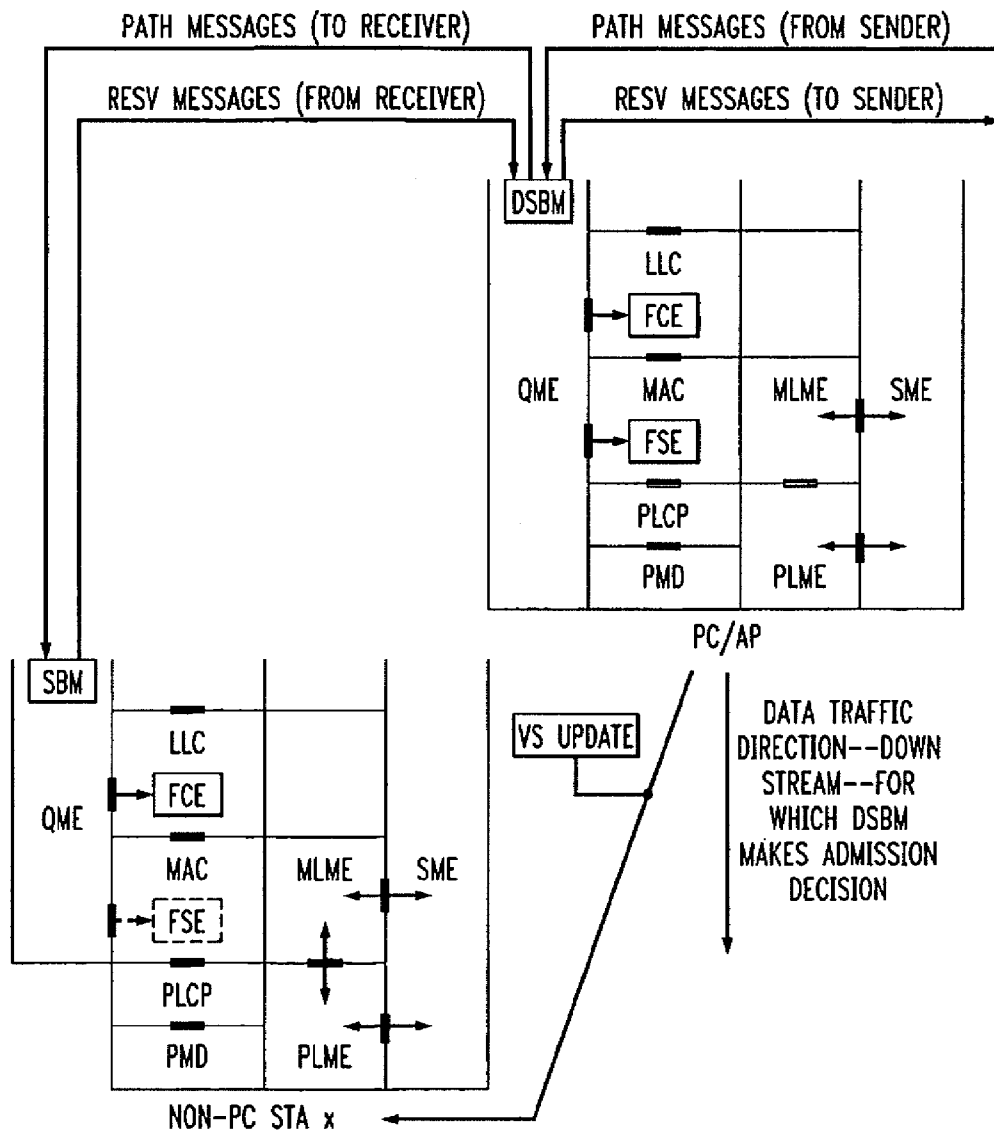 PATH MESSAGES (TO RECEIVER)
PATH MESSAGES (FROM SENDER)
RESV MESSAGES (FROM RECEIVER)
RESV MESSAGES (TO SENDER)
DSBM
LLC
FCE
QME
MAC
MLME
SME
FSE
PLCP
PMD
PLME
PC/AP
SBM
LLC
FCE
QME
MAC
MLME
SME
FSE
PLCP
PMD
PLME
NON-PC STA x
VS UPDATE
DATA TRAFFIC
DIRECTION--DOWN
STREAM--FOR
WHICH DSBM
MAKES ADMISSION
DECISION